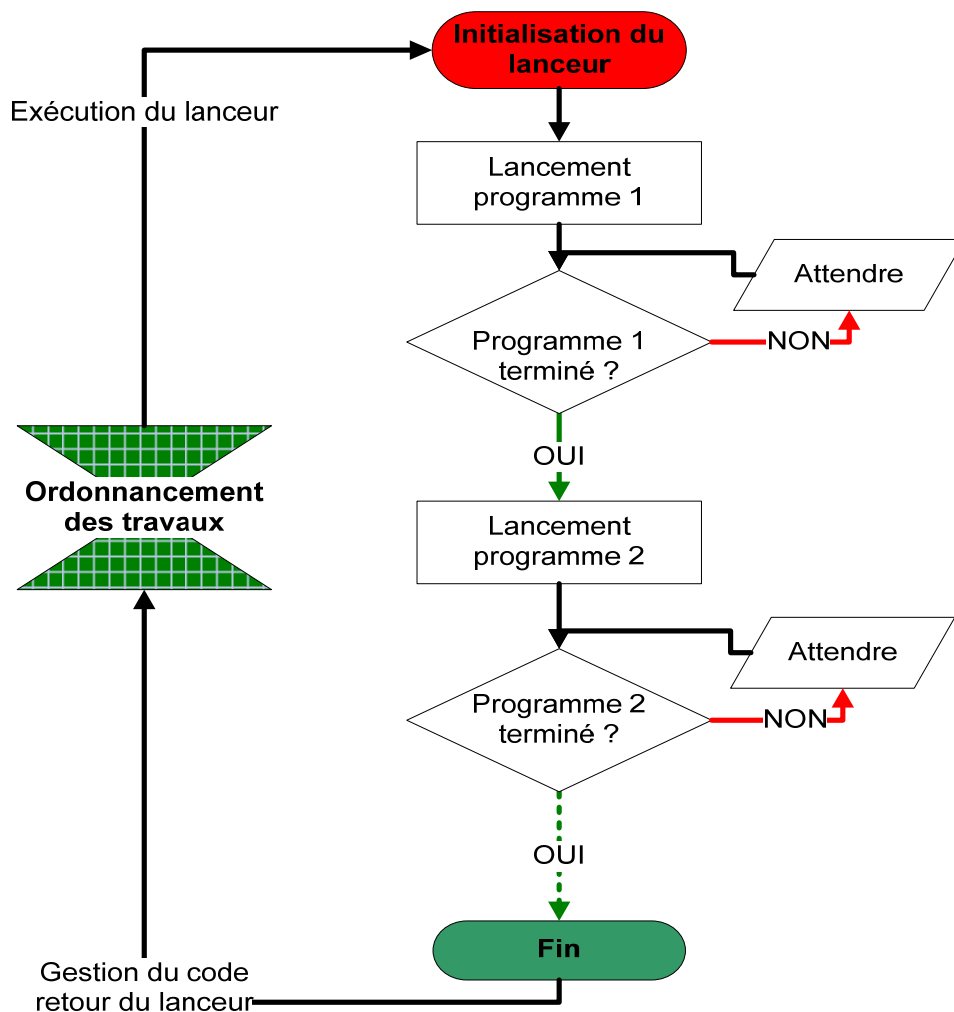 Initialisation du
lanceur
Exécution du lanceur
Lancement
programme 1
Attendre
Programme 1
terminé ?
NON
OUI
Ordonnancement
des travaux
Lancement
programme 2
Attendre
Programme 2
terminé ?
NON
OUI
Fin
Gestion du code
retour du lanceur